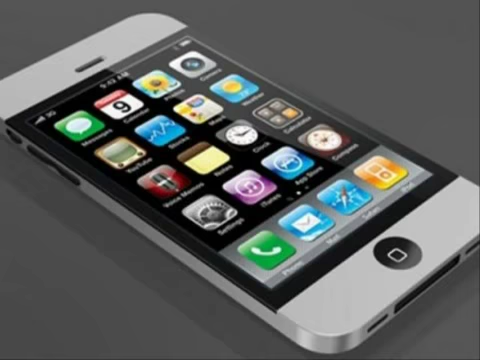 3G 9:42 AM
Messages Calendar Photos Camera
9
YouTube Stocks Maps Weather
Voice Memos Notes Clock Calculator
Settings iTunes App Store Compass
Phone Mail Safari iPod